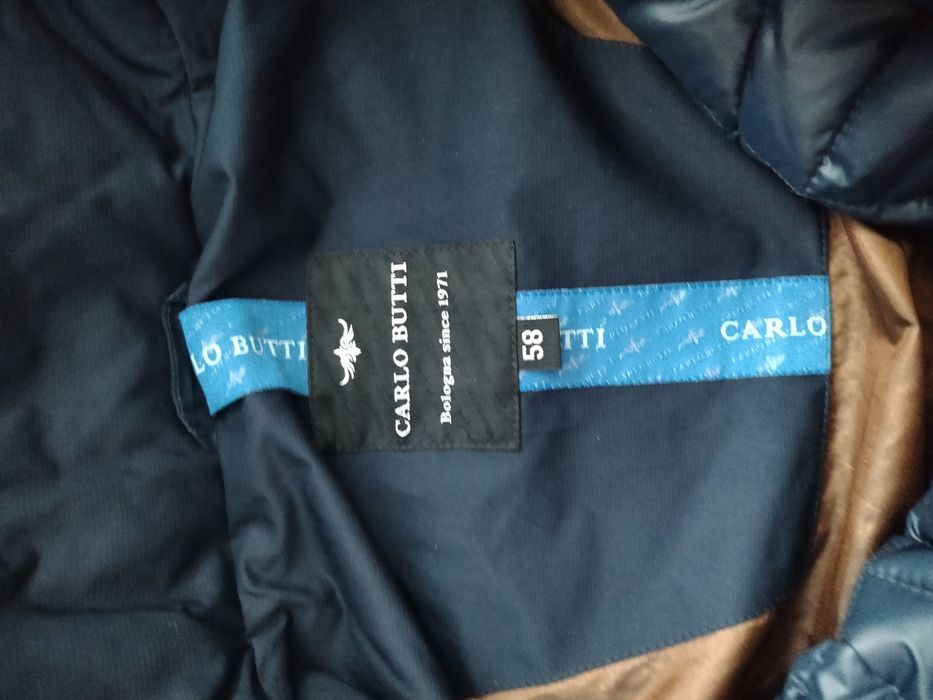 CARLO BUTTI
Bologna since 1971
58
LO BUTTI
TTI
CARLO